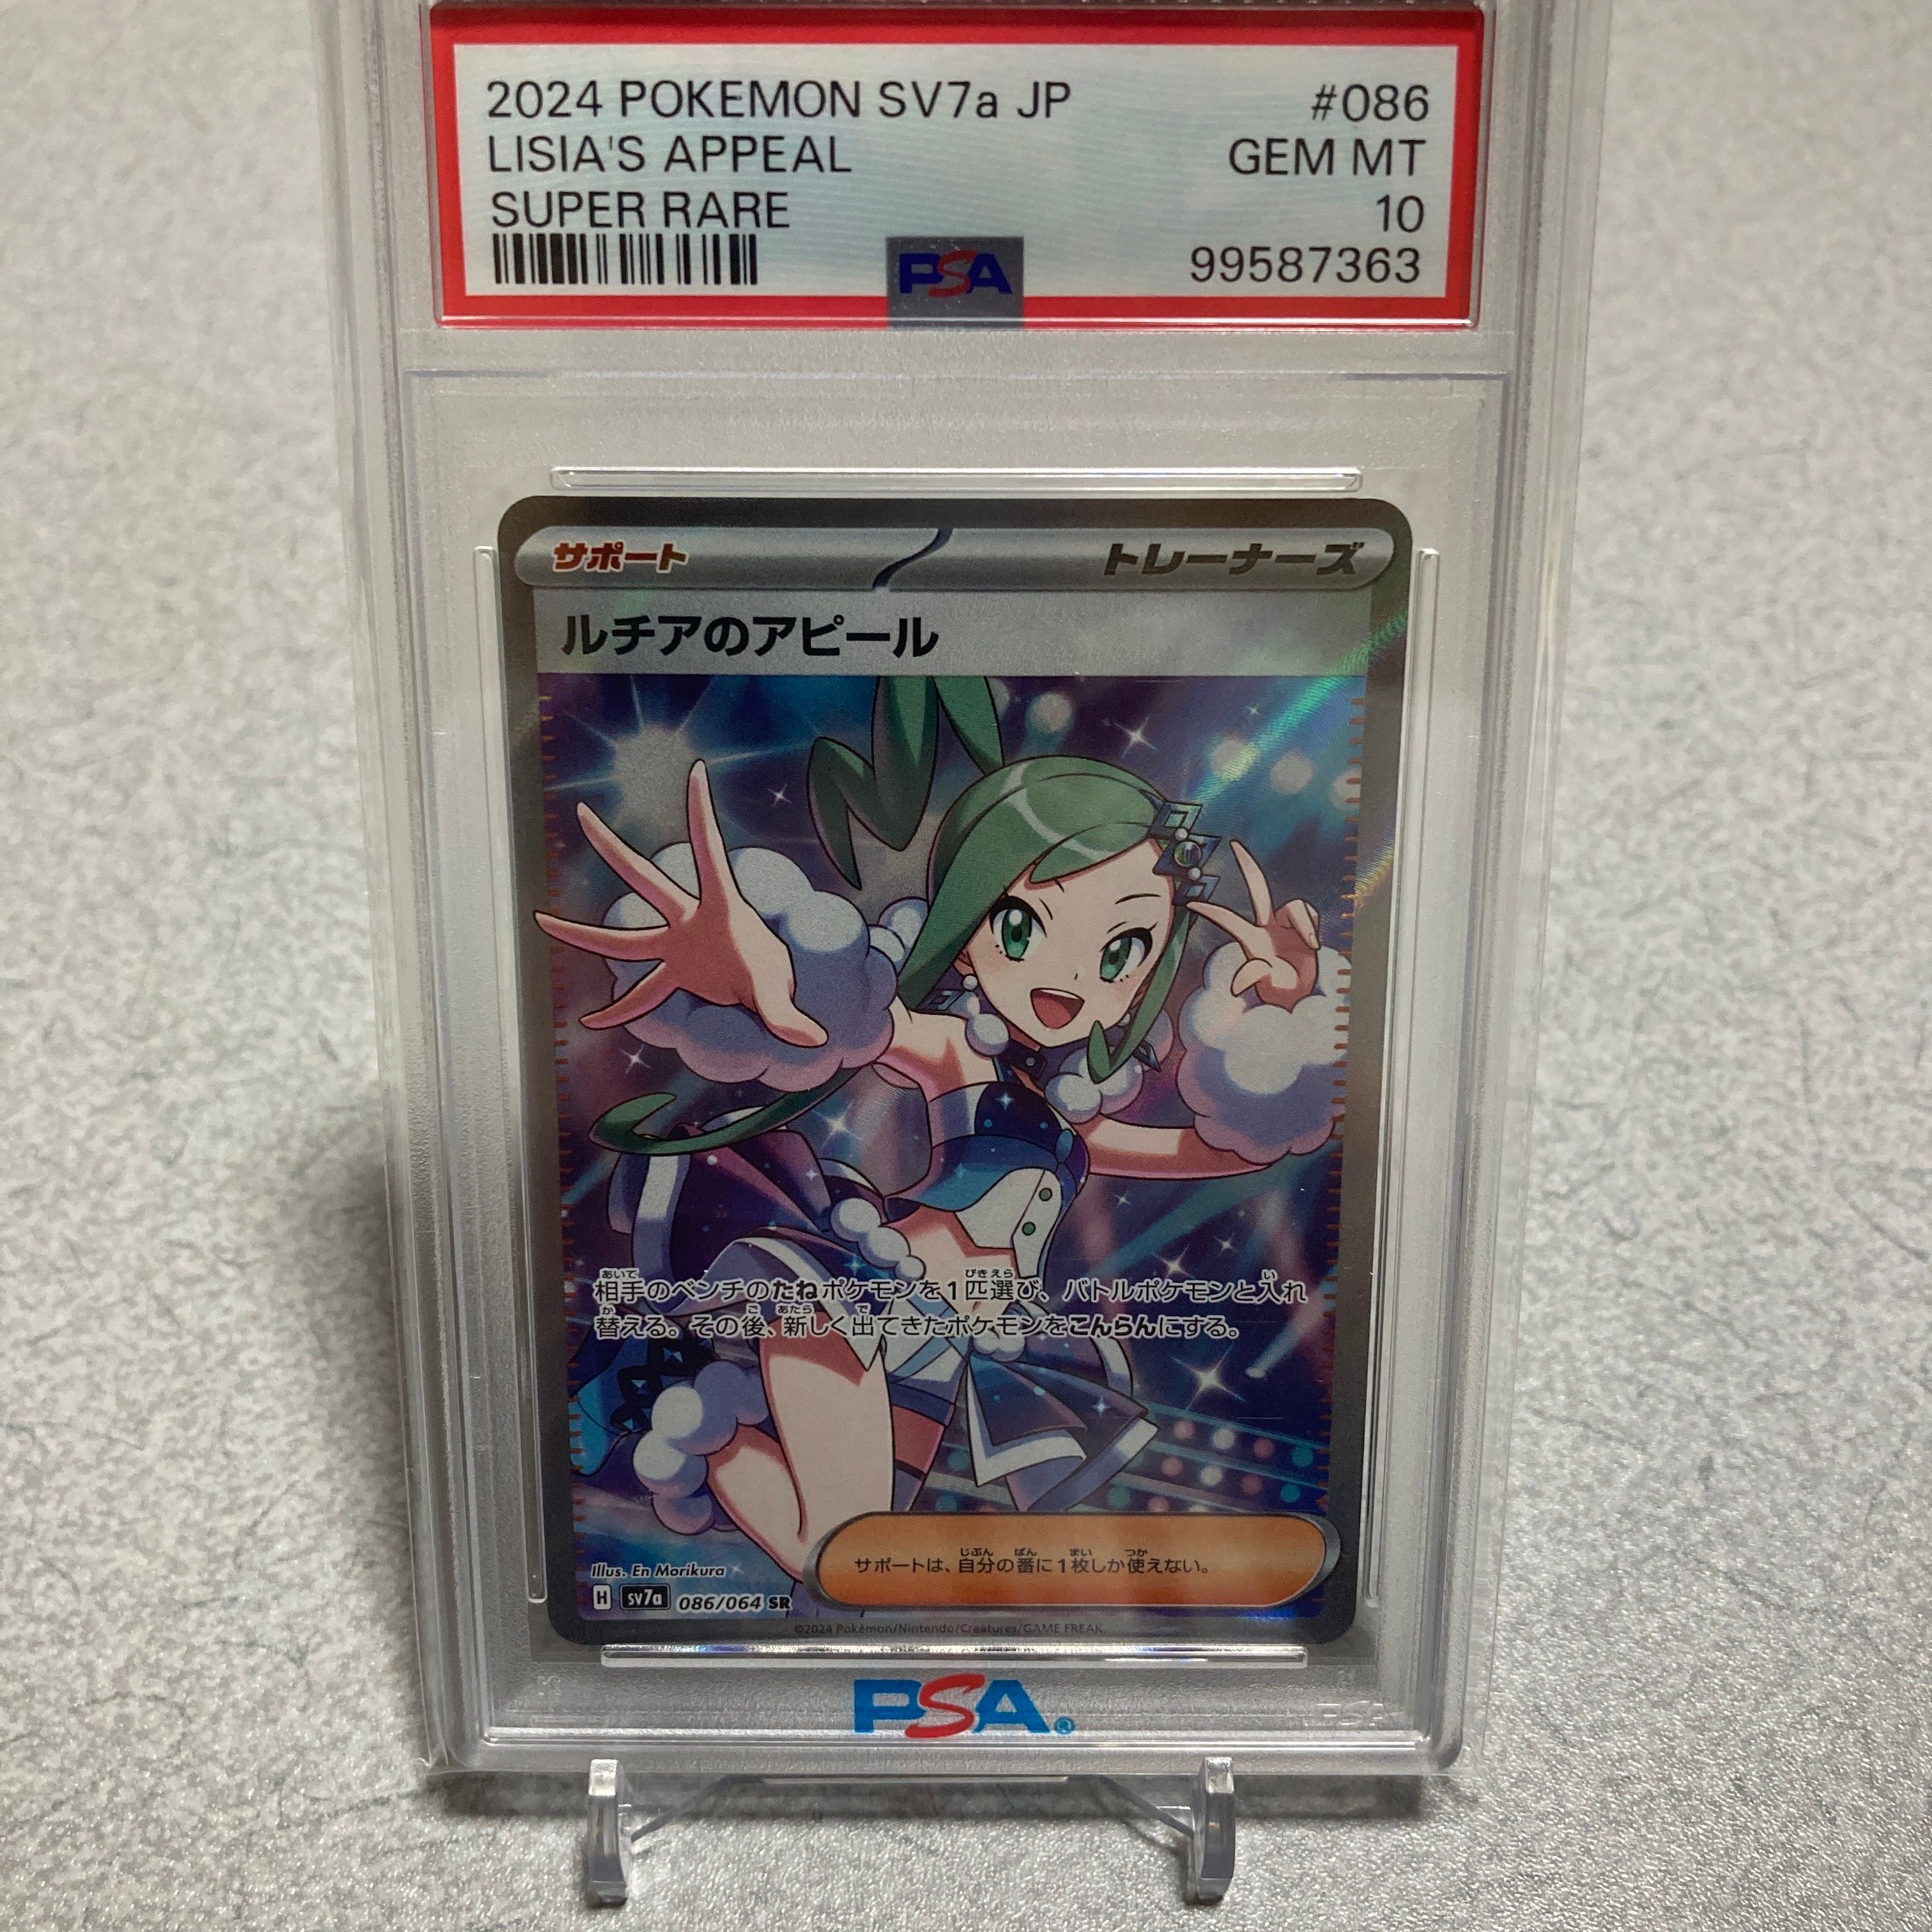 2024 POKEMON SV7a JP #086
LISIA'S APPEAL GEM MT
SUPER RARE 10
PSA 99587363
サポート トレーナーズ
ルチアのアピール
相手のベンチのたねポケモンを1匹選び、バトルポケモンと入れ
替える。その後、新しく出てきたポケモンをこんらんにする。
サポートは、自分の番に1枚しか使えない。
Illus. En Morikura
H SV7a 086/064 SR
©2024 Pokémon/Nintendo/Creatures/GAME FREAK.
PSA®